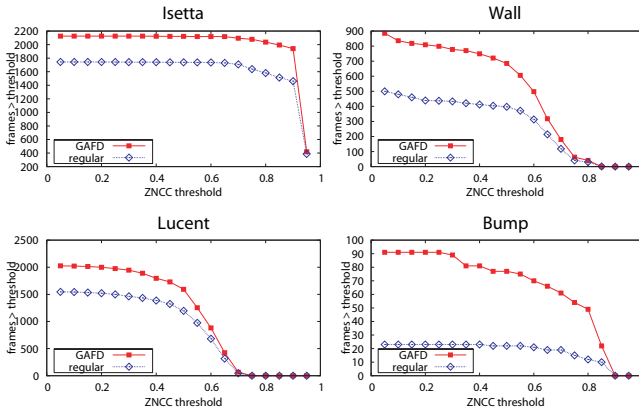 Isetta
frames > threshold
2200
2000
1800
1600
1400
1200
1000
800
600
400
200
GAFD
regular
0 0.2 0.4 0.6 0.8 1
ZNCC threshold
Wall
frames > threshold
900
800
700
600
500
400
300
200
100
0
GAFD
regular
0 0.2 0.4 0.6 0.8
ZNCC threshold
Lucent
frames > threshold
2500
2000
1500
1000
500
0
GAFD
regular
0 0.2 0.4 0.6 0.8 1
ZNCC threshold
Bump
frames > threshold
100
90
80
70
60
50
40
30
20
10
0
GAFD
regular
0 0.2 0.4 0.6 0.8
ZNCC threshold